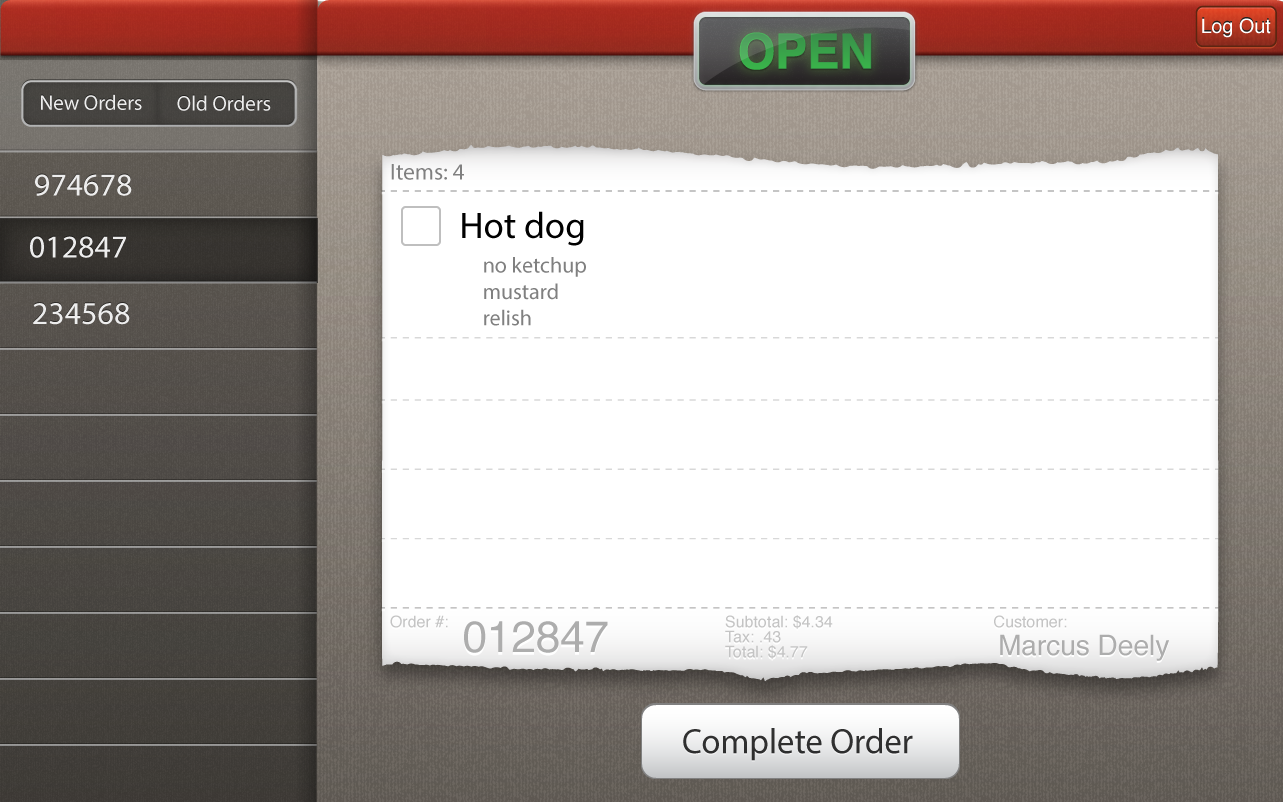 OPEN
Log Out
New Orders Old Orders
974678
012847
234568
Items: 4
Hot dog
no ketchup
mustard
relish
Order #: 012847
Subtotal: $4.34
Tax: .43
Total: $4.77
Customer:
Marcus Deely
Complete Order